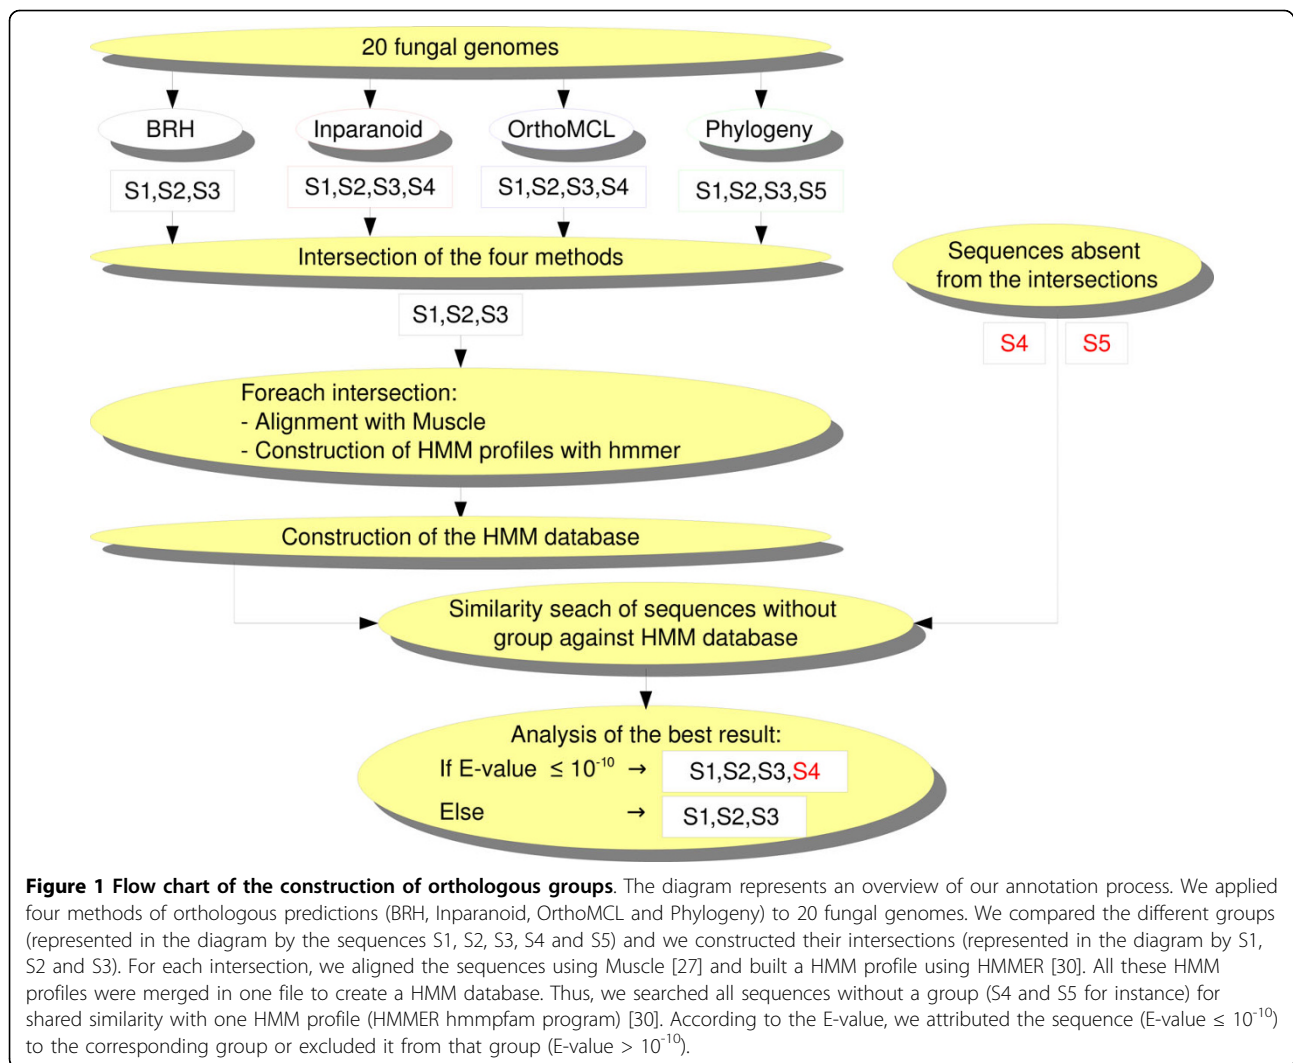 20 fungal genomes
BRH
Inparanoid
OrthoMCL
Phylogeny
S1,S2,S3
S1,S2,S3,S4
S1,S2,S3,S4
S1,S2,S3,S5
Intersection of the four methods
Sequences absent
from the intersections
S1,S2,S3
S4
S5
Foreach intersection:
- Alignment with Muscle
- Construction of HMM profiles with hmmer
Construction of the HMM database
Similarity seach of sequences without
group against HMM database
Analysis of the best result:
If E-value ≤ 10⁻¹⁰ → S1,S2,S3,S4
Else → S1,S2,S3
Figure 1 Flow chart of the construction of orthologous groups. The diagram represents an overview of our annotation process. We applied
four methods of orthologous predictions (BRH, Inparanoid, OrthoMCL and Phylogeny) to 20 fungal genomes. We compared the different groups
(represented in the diagram by the sequences S1, S2, S3, S4 and S5) and we constructed their intersections (represented in the diagram by S1,
S2 and S3). For each intersection, we aligned the sequences using Muscle [27] and built a HMM profile using HMMER [30]. All these HMM
profiles were merged in one file to create a HMM database. Thus, we searched all sequences without a group (S4 and S5 for instance) for
shared similarity with one HMM profile (HMMER hmmpfam program) [30]. According to the E-value, we attributed the sequence (E-value ≤ 10⁻¹⁰)
to the corresponding group or excluded it from that group (E-value > 10⁻¹⁰).